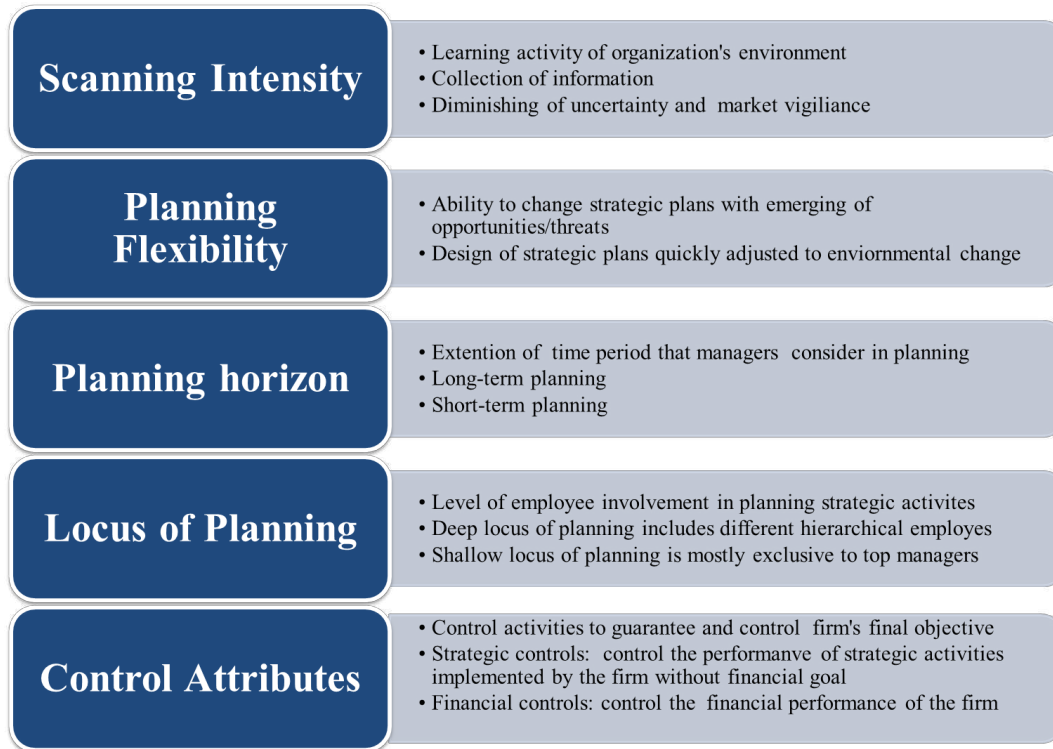 Scanning Intensity
• Learning activity of organization's environment
• Collection of information
• Diminishing of uncertainty and market vigiliance
Planning
Flexibility
• Ability to change strategic plans with emerging of
opportunities/threats
• Design of strategic plans quickly adjusted to enviornmental change
Planning horizon
• Extention of time period that managers consider in planning
• Long-term planning
• Short-term planning
Locus of Planning
• Level of employee involvement in planning strategic activites
• Deep locus of planning includes different hierarchical employes
• Shallow locus of planning is mostly exclusive to top managers
Control Attributes
• Control activities to guarantee and control firm's final objective
• Strategic controls: control the performanve of strategic activities
implemented by the firm without financial goal
• Financial controls: control the financial performance of the firm